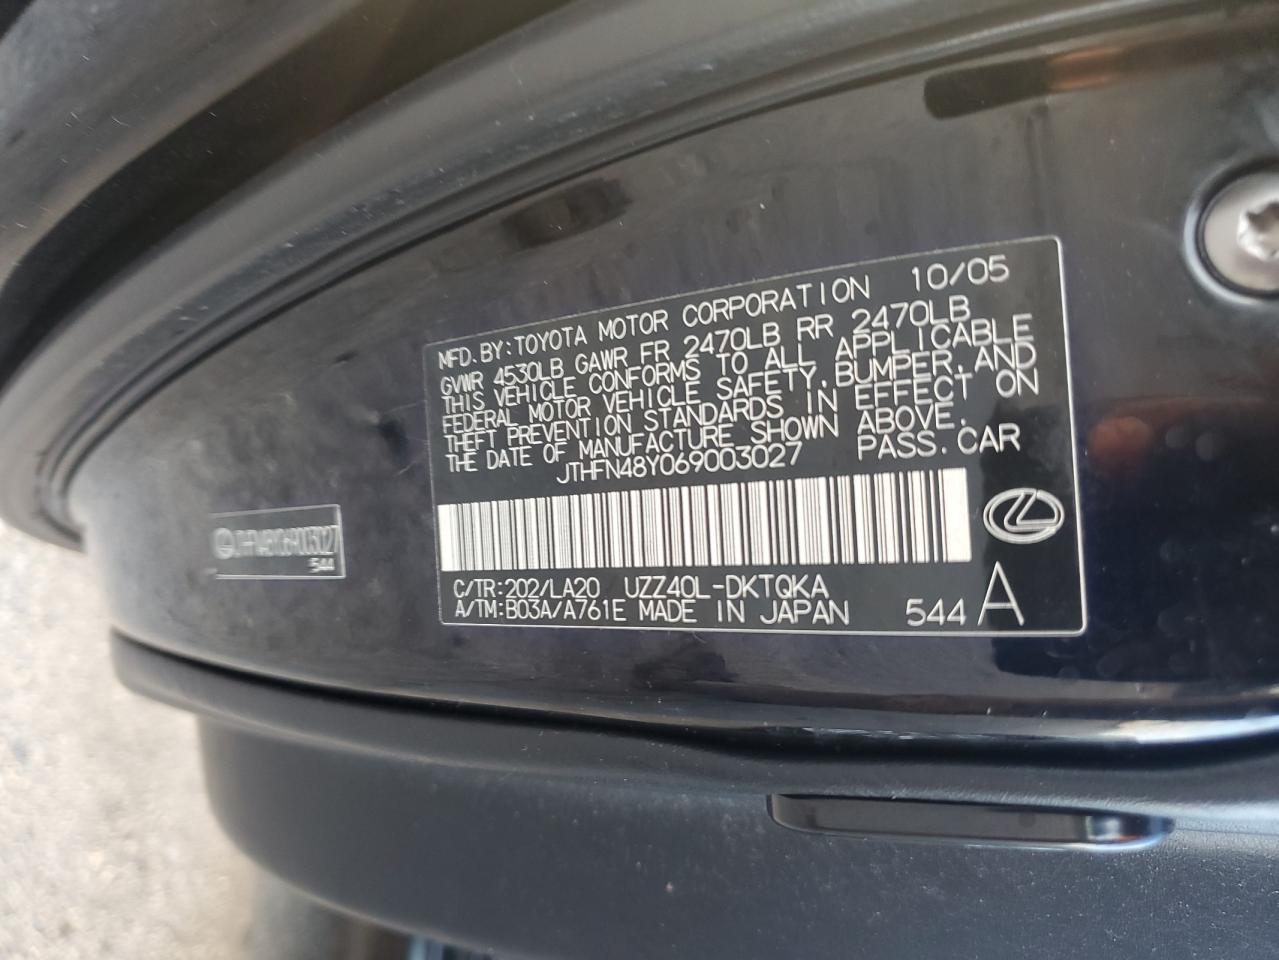 MFD.BY:TOYOTA MOTOR CORPORATION 10/05
GVWR 4530LB GAWR FR 2470LB RR 2470LB
THIS VEHICLE CONFORMS TO ALL APPLICABLE
FEDERAL MOTOR VEHICLE SAFETY,BUMPER,AND
THEFT PREVENTION STANDARDS IN EFFECT ON
THE DATE OF MANUFACTURE SHOWN ABOVE.
JTHFN48Y069003027 PASS.CAR
C/TR:202/LA20 UZZ40L-DKTQKA
A/TM:B03A/A761E MADE IN JAPAN 544 A
JTHFN48Y069003027
544